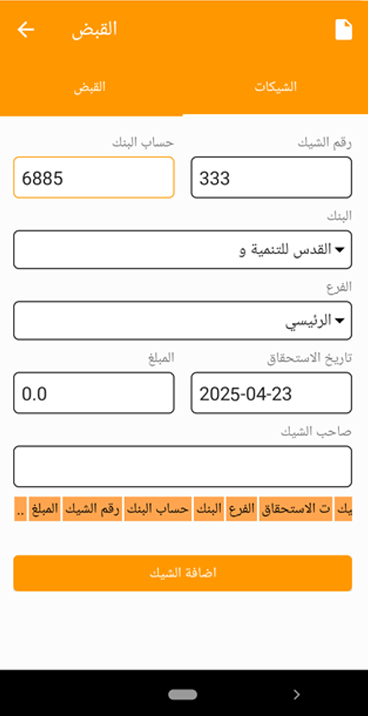 القبض
الشيكات القبض
رقم الشيك حساب البنك
333 6885
البنك
القدس للتنمية و
الفرع
الرئيسي
تاريخ الاستحقاق المبلغ
2025-04-23 0.0
صاحب الشيك
يك ت الاستحقاق الفرع البنك حساب البنك رقم الشيك المبلغ ..
اضافة الشيك